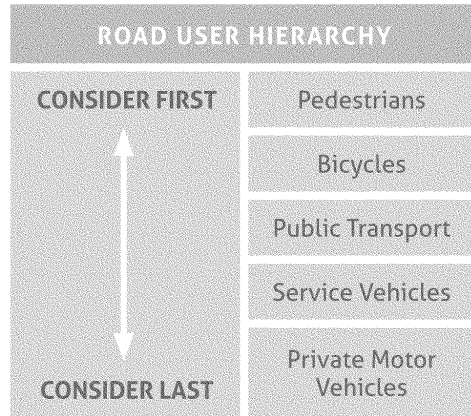 ROAD USER HIERARCHY
CONSIDER FIRST
Pedestrians
Bicycles
Public Transport
Service Vehicles
Private Motor
Vehicles
CONSIDER LAST